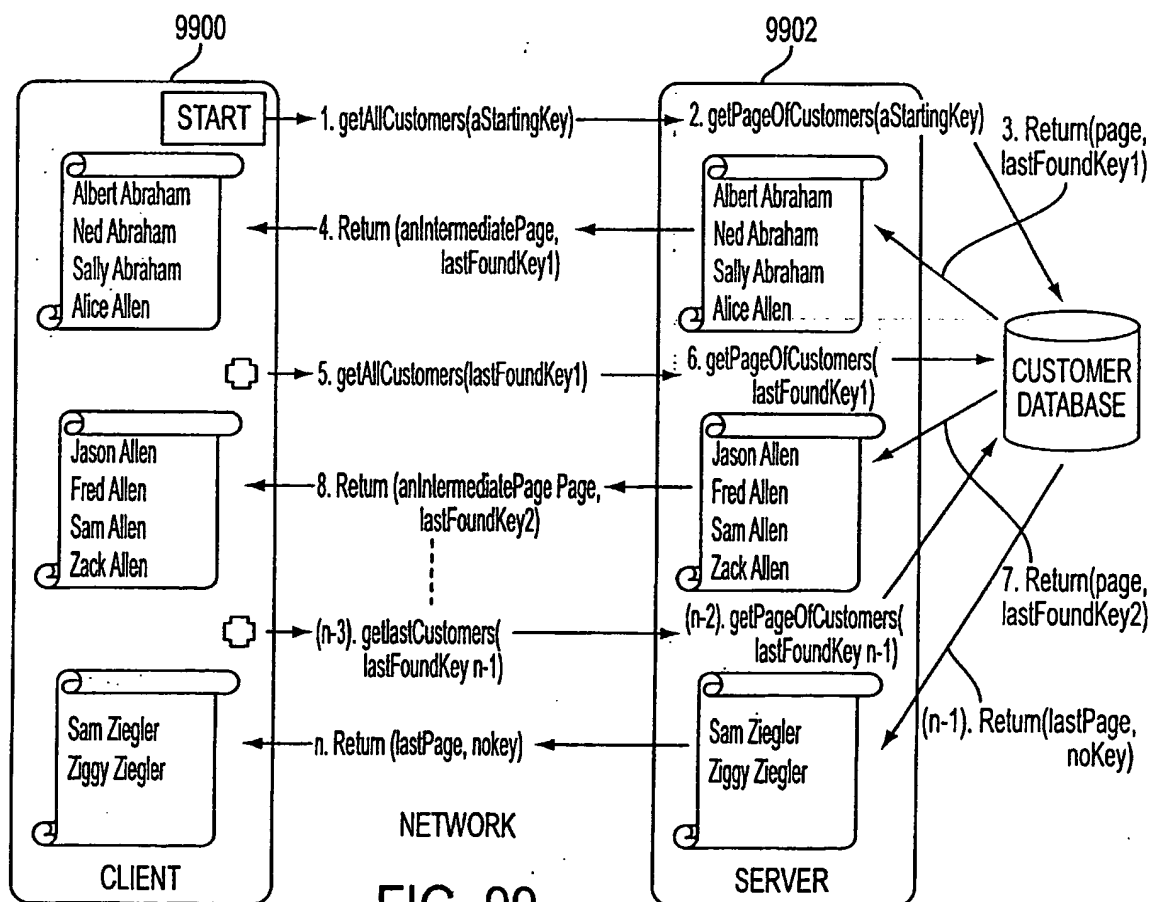 9900
9902
START
1. getAllCustomers(aStartingKey)
2. getPageOfCustomers(aStartingKey)
3. Return(page,
lastFoundKey1)
Albert Abraham
Ned Abraham
Sally Abraham
Alice Allen
4. Return (anIntermediatePage,
lastFoundKey1)
Albert Abraham
Ned Abraham
Sally Abraham
Alice Allen
5. getAllCustomers(lastFoundKey1)
6. getPageOfCustomers(
lastFoundKey1)
CUSTOMER
DATABASE
Jason Allen
Fred Allen
Sam Allen
Zack Allen
8. Return (anIntermediatePage Page,
lastFoundKey2)
Jason Allen
Fred Allen
Sam Allen
Zack Allen
7. Return(page,
lastFoundKey2)
(n-3). getlastCustomers(
lastFoundKey n-1)
(n-2). getPageOfCustomers(
lastFoundKey n-1)
Sam Ziegler
Ziggy Ziegler
n. Return (lastPage, nokey)
Sam Ziegler
Ziggy Ziegler
(n-1). Return(lastPage,
noKey)
NETWORK
CLIENT
SERVER
FIG. 99